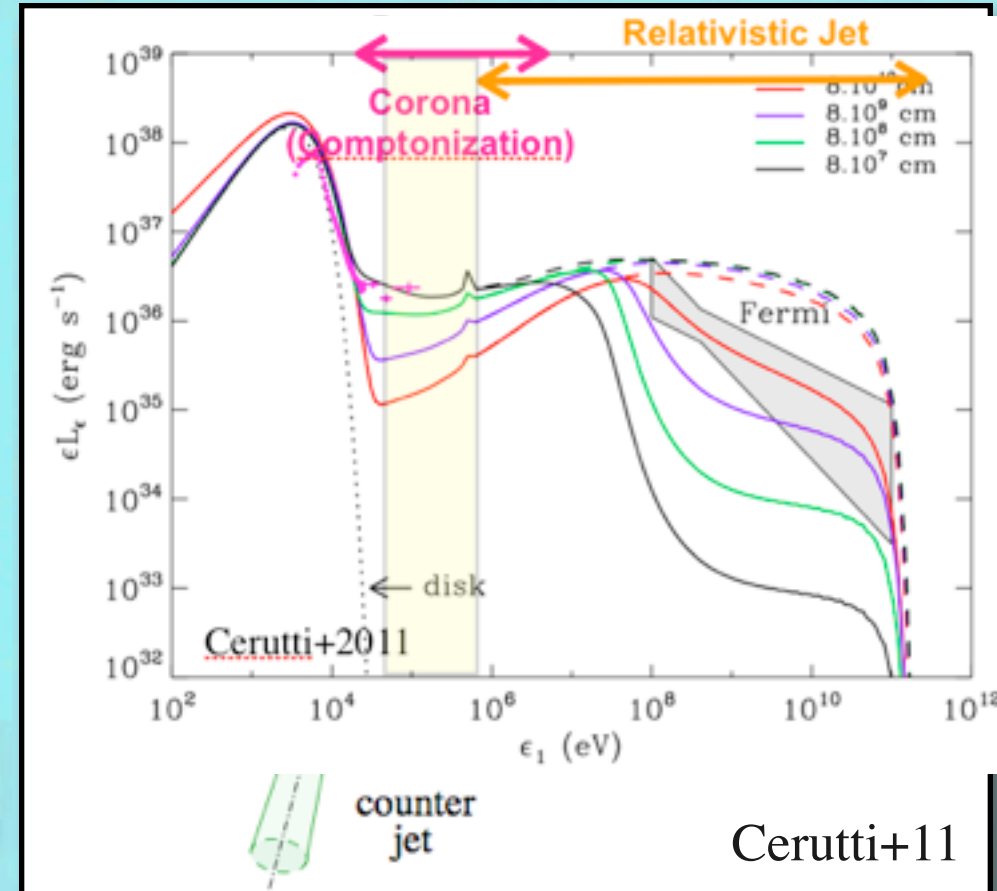 Relativistic Jet
Corona
(Comptonization)
8.10⁹ cm
8.10⁸ cm
8.10⁷ cm
10³⁹
10³⁸
10³⁷
10³⁶
10³⁵
10³⁴
10³³
10³²
εLε (erg s⁻¹)
Fermi
← disk
Cerutti+2011
10² 10⁴ 10⁶ 10⁸ 10¹⁰ 10¹²
ε₁ (eV)
counter
jet
Cerutti+11